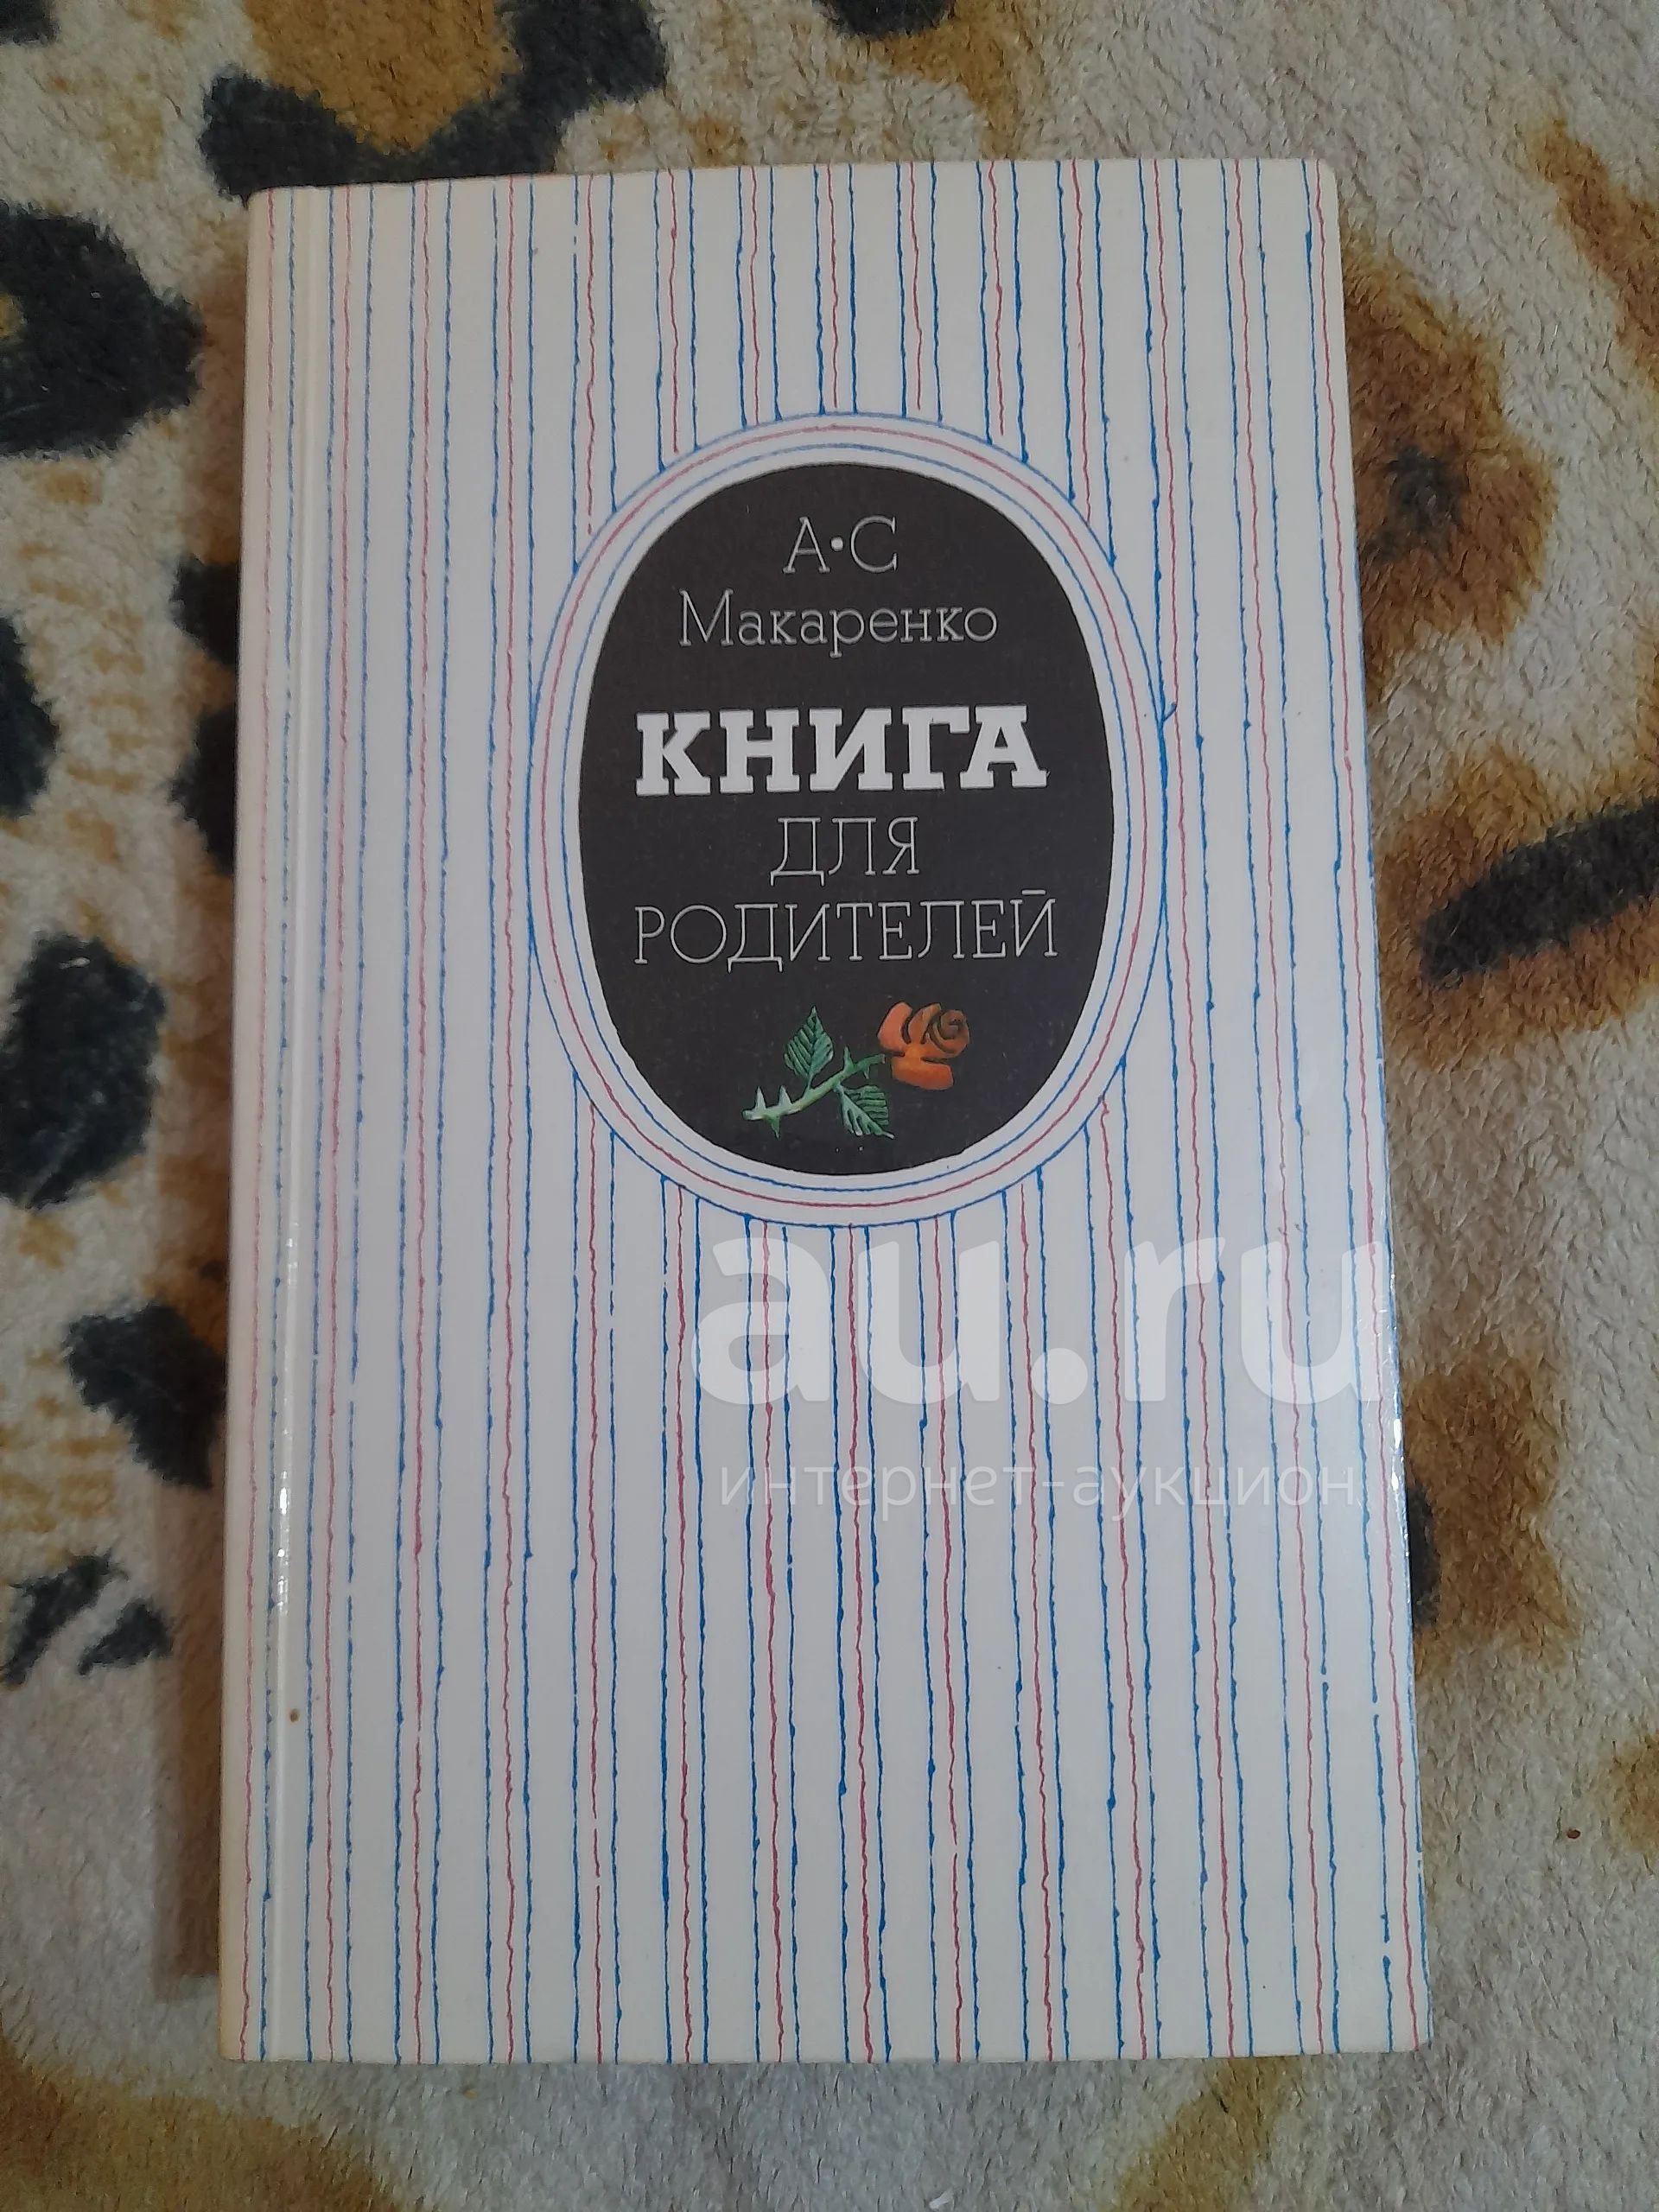 А•С
Макаренко
КНИГА
ДЛЯ
РОДИТЕЛЕЙ
au.ru
интернет-аукцион